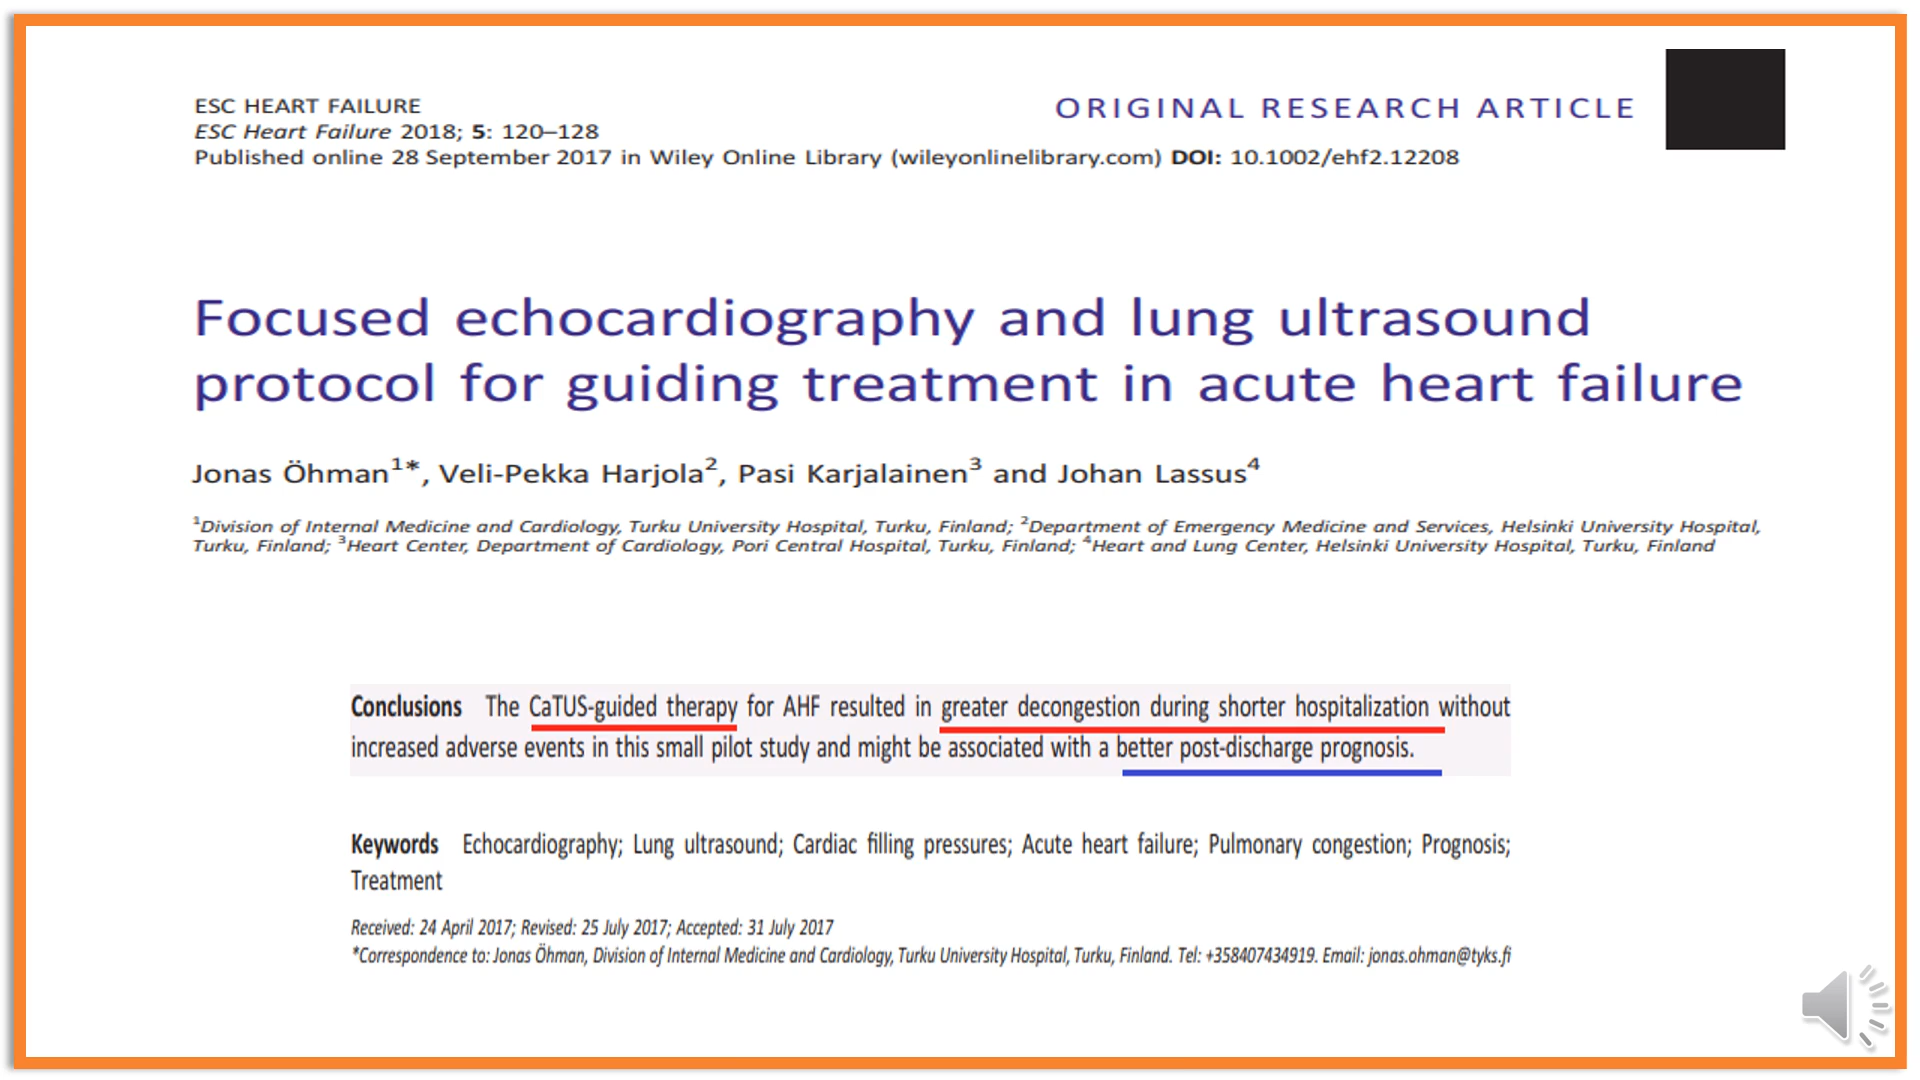 ESC HEART FAILURE
ORIGINAL RESEARCH ARTICLE
ESC Heart Failure 2018; 5: 120–128
Published online 28 September 2017 in Wiley Online Library (wileyonlinelibrary.com) DOI: 10.1002/ehf2.12208
Focused echocardiography and lung ultrasound
protocol for guiding treatment in acute heart failure
Jonas Öhman1*, Veli-Pekka Harjola2, Pasi Karjalainen3 and Johan Lassus4
1Division of Internal Medicine and Cardiology, Turku University Hospital, Turku, Finland; 2Department of Emergency Medicine and Services, Helsinki University Hospital,
Turku, Finland; 3Heart Center, Department of Cardiology, Pori Central Hospital, Turku, Finland; 4Heart and Lung Center, Helsinki University Hospital, Turku, Finland
Conclusions The CaTUS-guided therapy for AHF resulted in greater decongestion during shorter hospitalization without
increased adverse events in this small pilot study and might be associated with a better post-discharge prognosis.
Keywords Echocardiography; Lung ultrasound; Cardiac filling pressures; Acute heart failure; Pulmonary congestion; Prognosis;
Treatment
Received: 24 April 2017; Revised: 25 July 2017; Accepted: 31 July 2017
*Correspondence to: Jonas Öhman, Division of Internal Medicine and Cardiology, Turku University Hospital, Turku, Finland. Tel: +358407434919. Email: jonas.ohman@tyks.fi